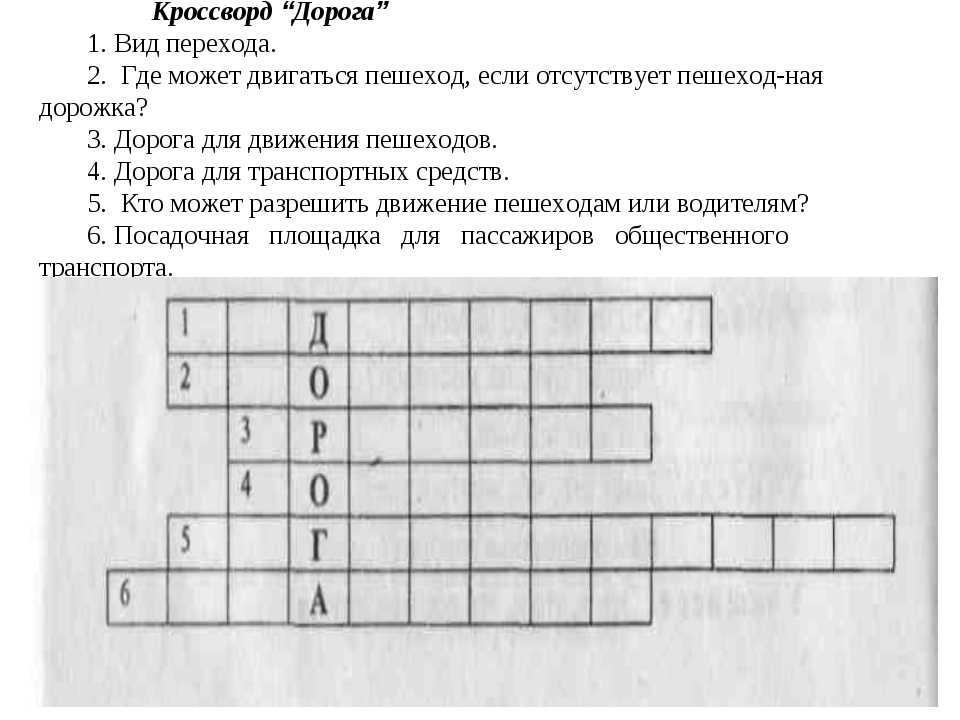 Кроссворд “Дорога”
1. Вид перехода.
2. Где может двигаться пешеход, если отсутствует пешеход-ная
дорожка?
3. Дорога для движения пешеходов.
4. Дорога для транспортных средств.
5. Кто может разрешить движение пешеходам или водителям?
6. Посадочная площадка для пассажиров общественного
транспорта.
1 Д
2 О
3 Р
4 О
5 Г
6 А